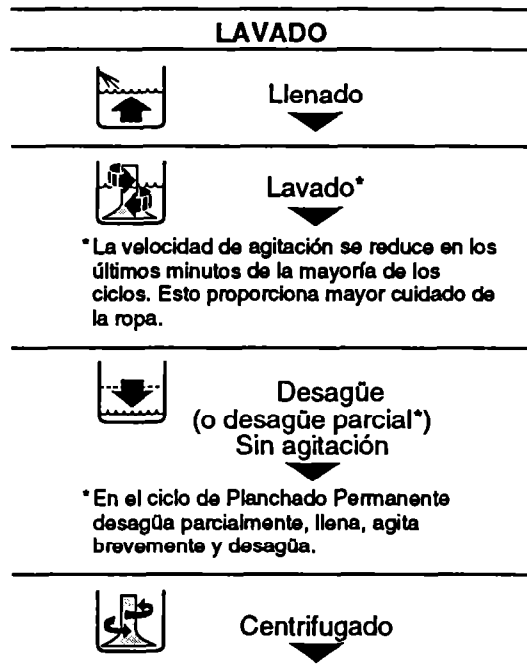 LAVADO
Llenado
Lavado*
*La velocidad de agitación se reduce en los
últimos minutos de la mayoría de los
ciclos. Esto proporciona mayor cuidado de
la ropa.
Desagüe
(o desagüe parcial*)
Sin agitación
*En el ciclo de Planchado Permanente
desagüa parcialmente, llena, agita
brevemente y desagüa.
Centrifugado